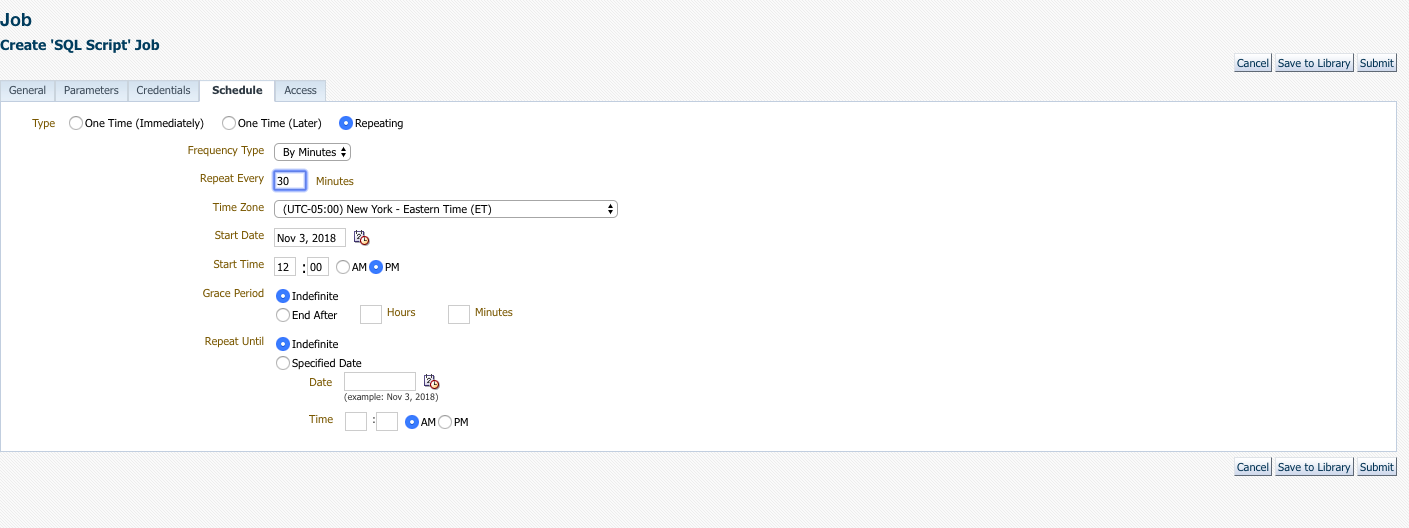 Job
Create 'SQL Script' Job
Cancel Save to Library Submit
General Parameters Credentials Schedule Access
Type One Time (Immediately) One Time (Later) Repeating
Frequency Type By Minutes
Repeat Every 30 Minutes
Time Zone (UTC-05:00) New York - Eastern Time (ET)
Start Date Nov 3, 2018
Start Time 12 : 00 AM PM
Grace Period Indefinite
End After Hours Minutes
Repeat Until Indefinite
Specified Date
Date
(example: Nov 3, 2018)
Time : AM PM
Cancel Save to Library Submit